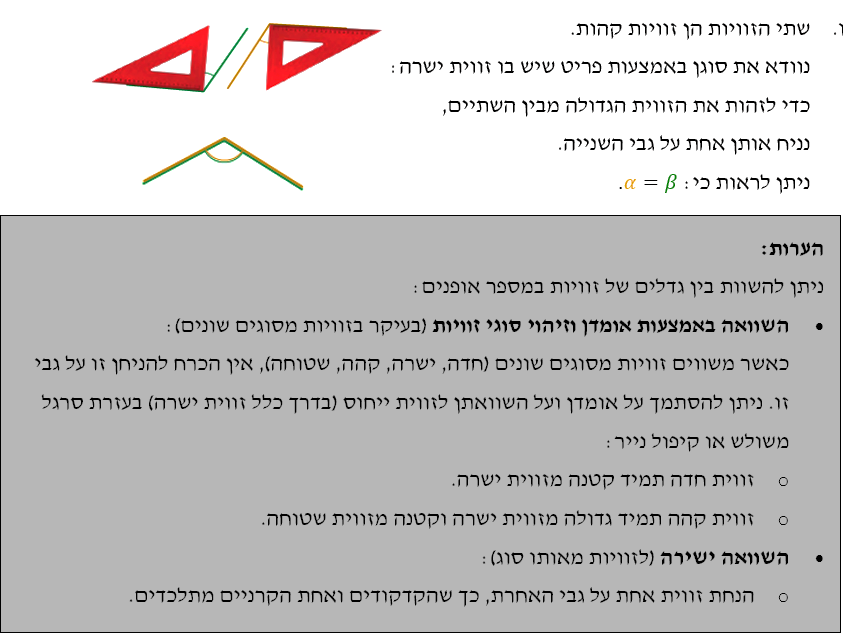 ו. שתי הזוויות הן זוויות קהות.
נוודא את סוגן באמצעות פריט שיש בו זווית ישרה:
כדי לזהות את הזווית הגדולה מבין השתיים,
נניח אותן אחת על גבי השנייה.
ניתן לראות כי: α = β.
הערות:
ניתן להשוות בין גדלים של זוויות במספר אופנים:
• השוואה באמצעות אומדן וזיהוי סוגי זוויות (בעיקר בזוויות מסוגים שונים):
כאשר משווים זוויות מסוגים שונים (חדה, ישרה, קהה, שטוחה), אין הכרח להניחן זו על גבי
זו. ניתן להסתמך על אומדן ועל השוואתן לזווית ייחוס (בדרך כלל זווית ישרה) בעזרת סרגל
משולש או קיפול נייר:
○ זווית חדה תמיד קטנה מזווית ישרה.
○ זווית קהה תמיד גדולה מזווית ישרה וקטנה מזווית שטוחה.
• השוואה ישירה (לזוויות מאותו סוג):
○ הנחת זווית אחת על גבי האחרת, כך שהקדקודים ואחת הקרניים מתלכדים.